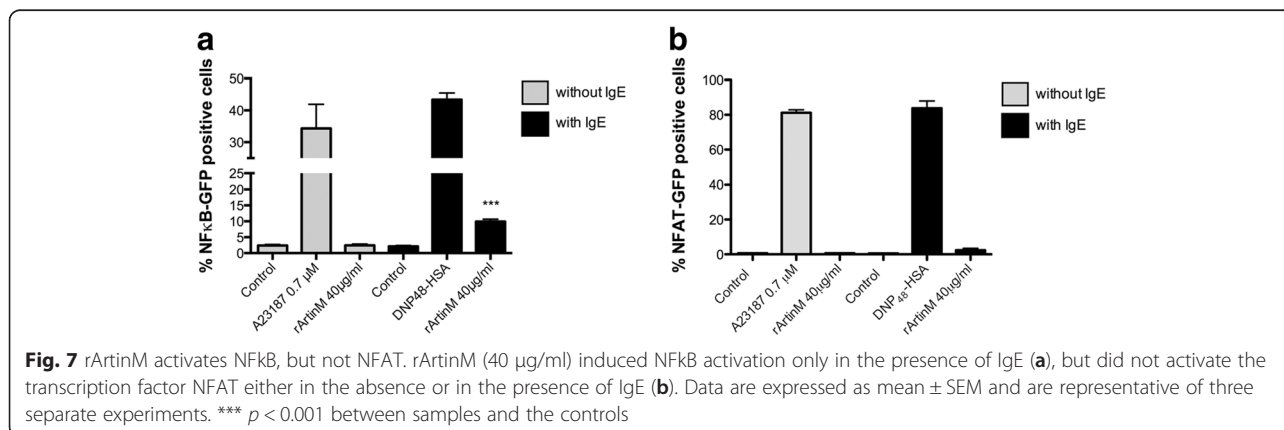 a
% NFκB-GFP positive cells
50
40
30
25
20
15
10
5
0
***
without IgE
with IgE
Control
A23187 0.7 µM
rArtinM 40µg/ml
Control
DNP48-HSA
rArtinM 40µg/ml
b
% NFAT-GFP positive cells
100
80
60
40
20
0
without IgE
with IgE
Control
A23187 0.7 µM
rArtinM 40µg/ml
Control
DNP₄₈-HSA
rArtinM 40µg/ml
Fig. 7 rArtinM activates NFkB, but not NFAT. rArtinM (40 μg/ml) induced NFkB activation only in the presence of IgE (a), but did not activate the
transcription factor NFAT either in the absence or in the presence of IgE (b). Data are expressed as mean ± SEM and are representative of three
separate experiments. *** p < 0.001 between samples and the controls